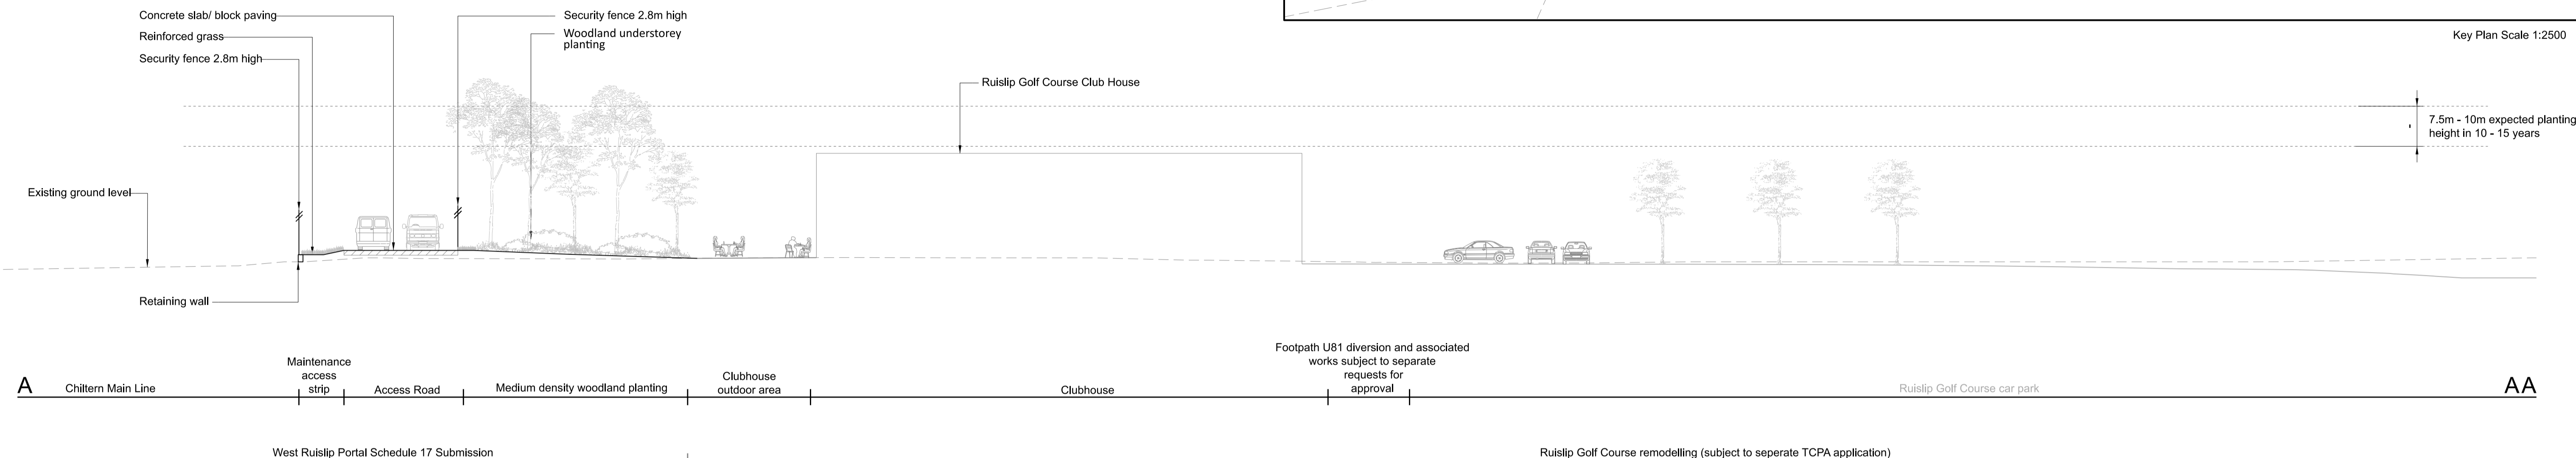 Concrete slab/ block paving
Reinforced grass
Security fence 2.8m high
Security fence 2.8m high
Woodland understorey
planting
Key Plan Scale 1:2500
Ruislip Golf Course Club House
7.5m - 10m expected planting
height in 10 - 15 years
Existing ground level
Retaining wall
A
Chiltern Main Line
Maintenance
access
strip
Access Road
Medium density woodland planting
Clubhouse
outdoor area
Clubhouse
Footpath U81 diversion and associated
works subject to separate
requests for
approval
Ruislip Golf Course car park
AA
West Ruislip Portal Schedule 17 Submission
Ruislip Golf Course remodelling (subject to seperate TCPA application)